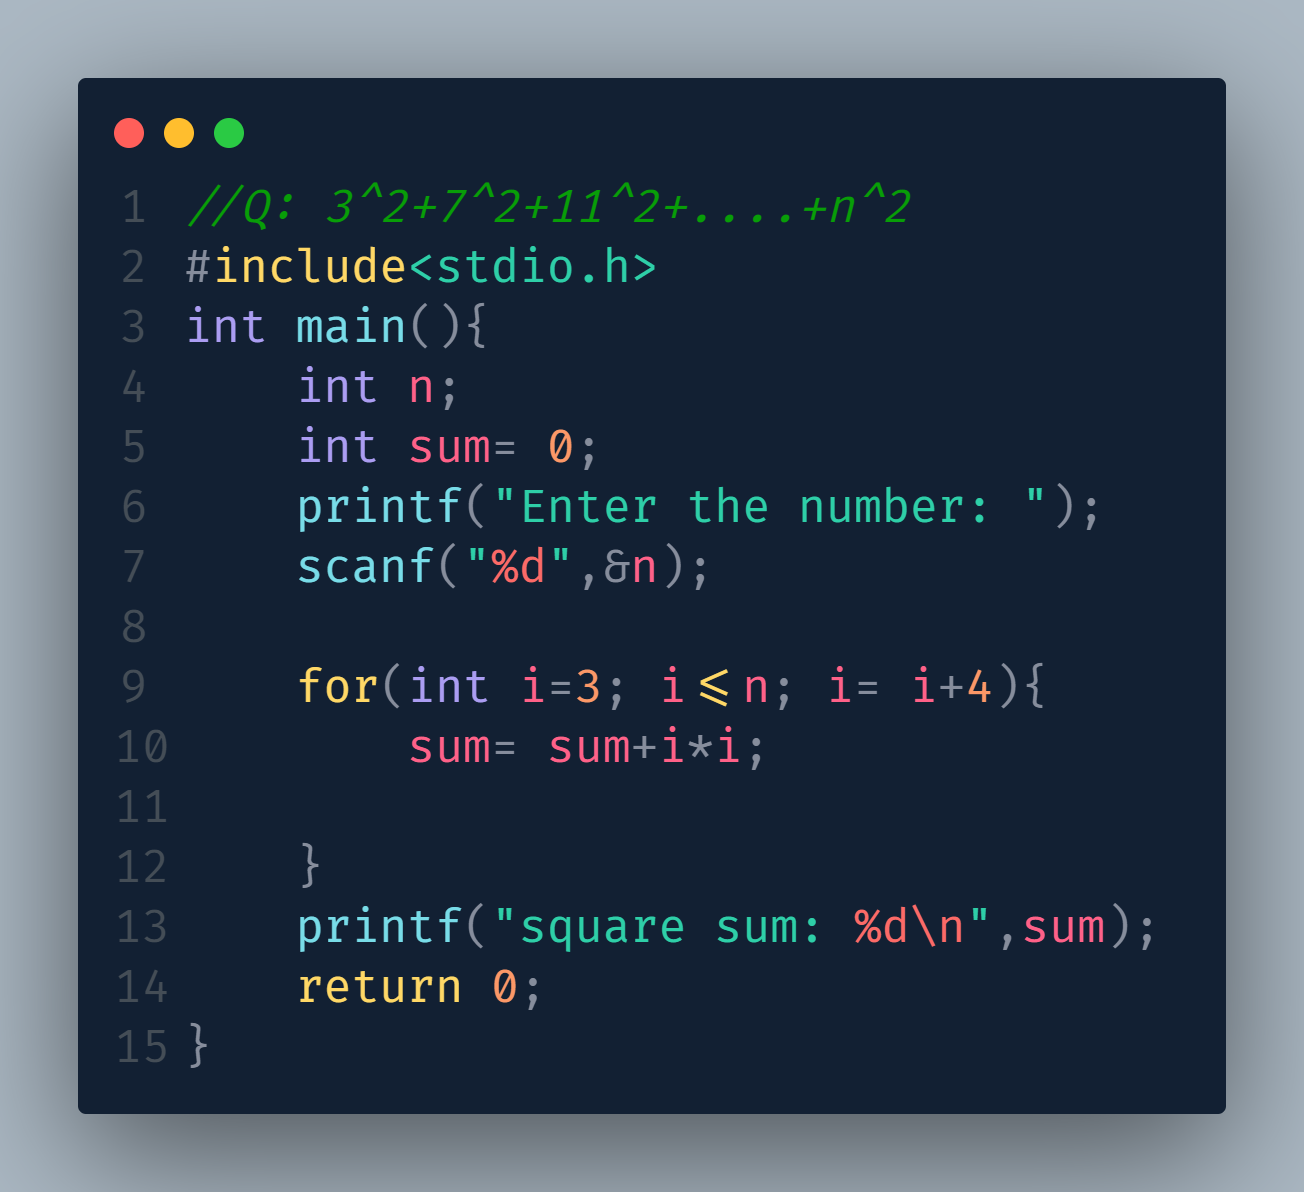 1 //Q: 3^2+7^2+11^2+....+n^2
2 #include<stdio.h>
3 int main(){
4     int n;
5     int sum= 0;
6     printf("Enter the number: ");
7     scanf("%d",&n);
8
9     for(int i=3; i<=n; i= i+4){
10         sum= sum+i*i;
11
12     }
13     printf("square sum: %d\n",sum);
14     return 0;
15 }